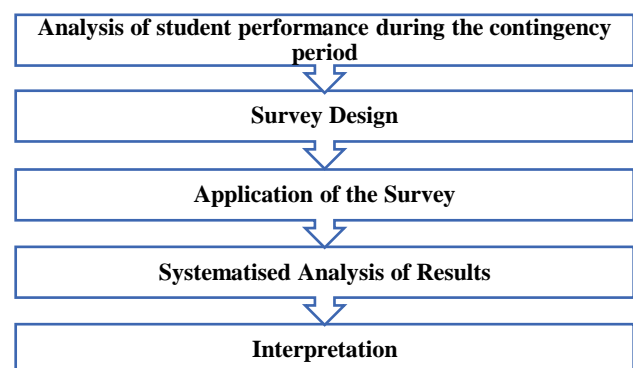 Analysis of student performance during the contingency
period
Survey Design
Application of the Survey
Systematised Analysis of Results
Interpretation